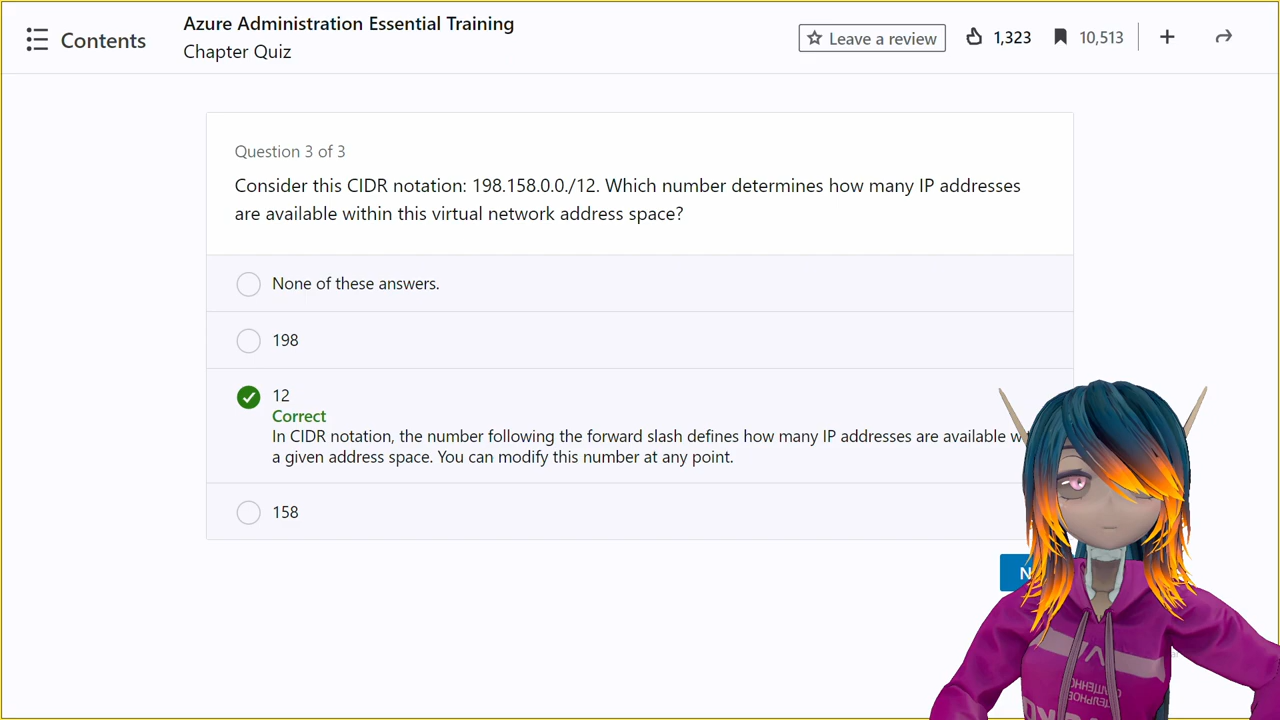 Contents
Azure Administration Essential Training
Chapter Quiz
Leave a review
1,323
10,513
Question 3 of 3
Consider this CIDR notation: 198.158.0.0./12. Which number determines how many IP addresses
are available within this virtual network address space?
None of these answers.
198
12
Correct
In CIDR notation, the number following the forward slash defines how many IP addresses are available
a given address space. You can modify this number at any point.
158